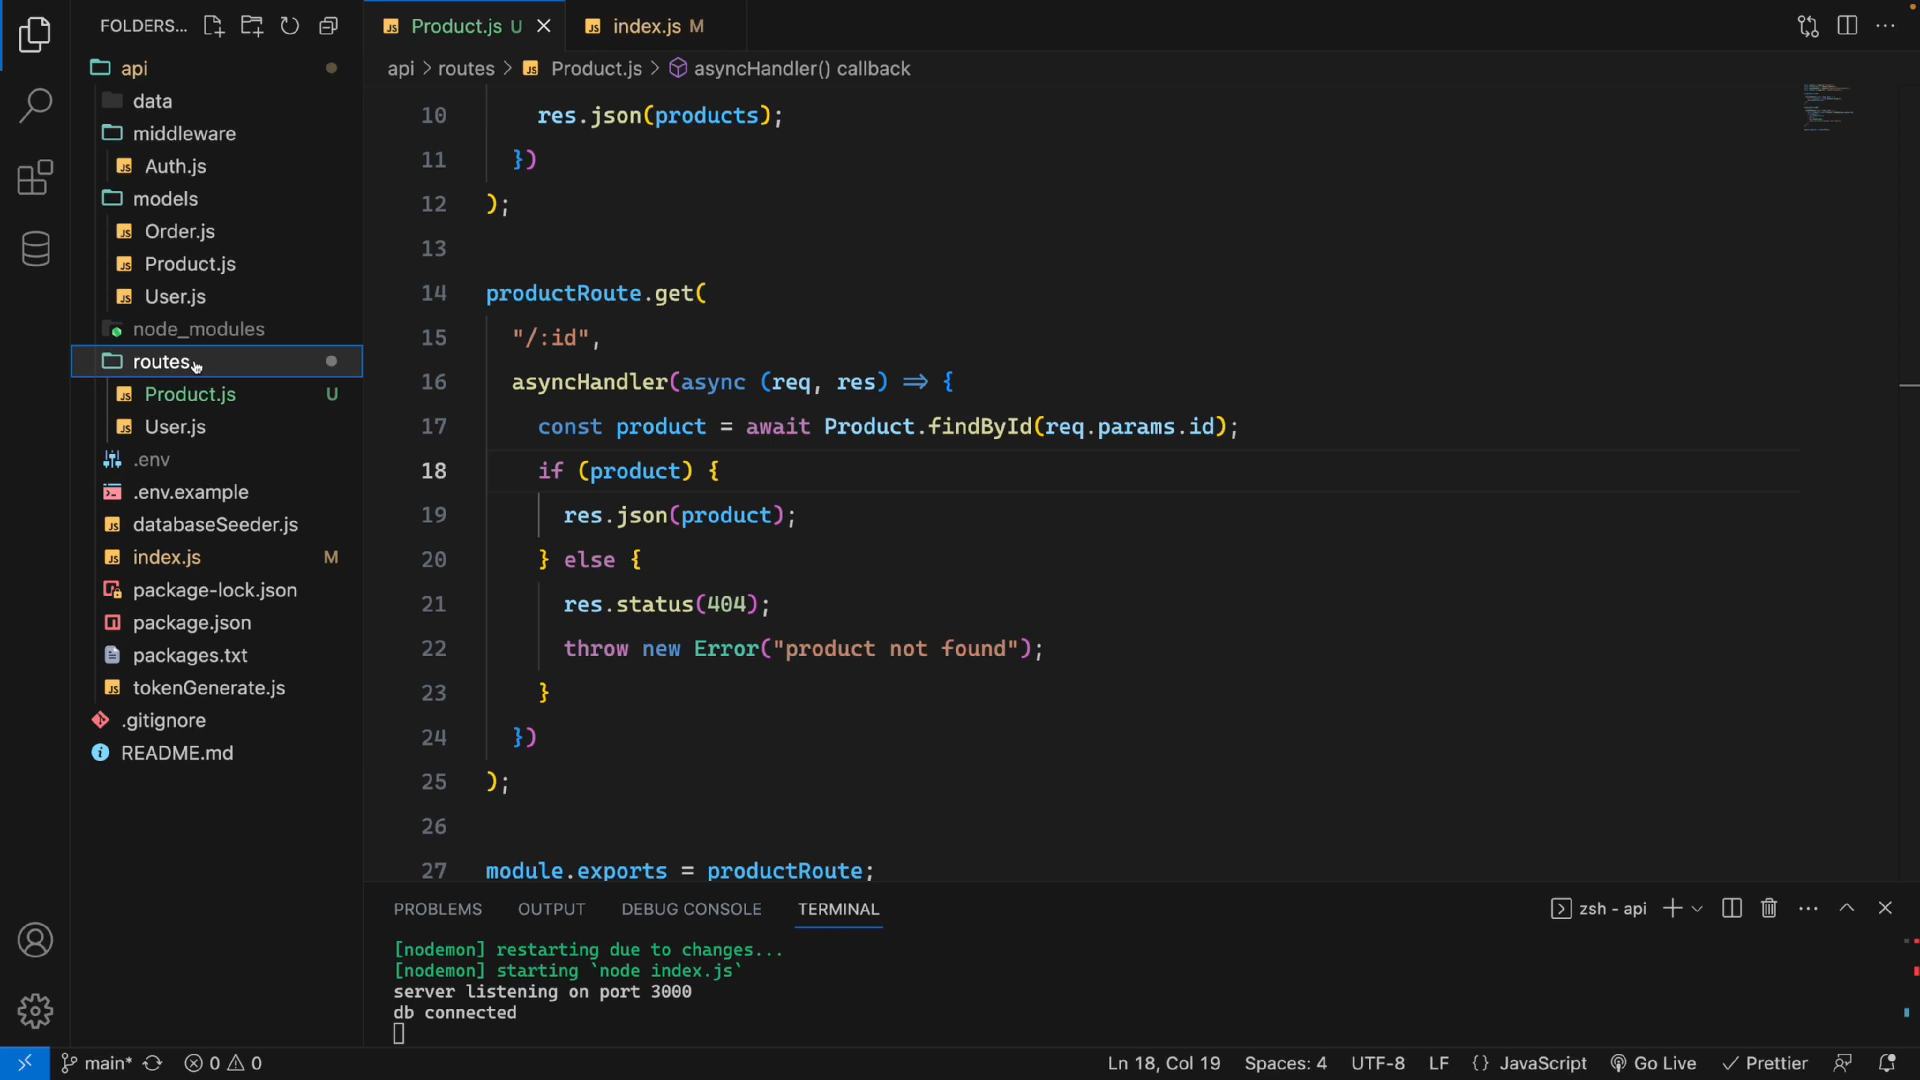 FOLDERS...
api
data
middleware
Auth.js
models
Order.js
Product.js
User.js
node_modules
routes
Product.js U
User.js
.env
.env.example
databaseSeeder.js
index.js M
package-lock.json
package.json
packages.txt
tokenGenerate.js
.gitignore
README.md
Product.js U
index.js M
api > routes > Product.js > asyncHandler() callback
10 res.json(products);
11 })
12 );
13
14 productRoute.get(
15 "/:id",
16 asyncHandler(async (req, res) => {
17 const product = await Product.findById(req.params.id);
18 if (product) {
19 res.json(product);
20 } else {
21 res.status(404);
22 throw new Error("product not found");
23 }
24 })
25 );
26
27 module.exports = productRoute;
PROBLEMS OUTPUT DEBUG CONSOLE TERMINAL
zsh - api
[nodemon] restarting due to changes...
[nodemon] starting `node index.js`
server listening on port 3000
db connected
main* 0 0 Ln 18, Col 19 Spaces: 4 UTF-8 LF {} JavaScript Go Live Prettier